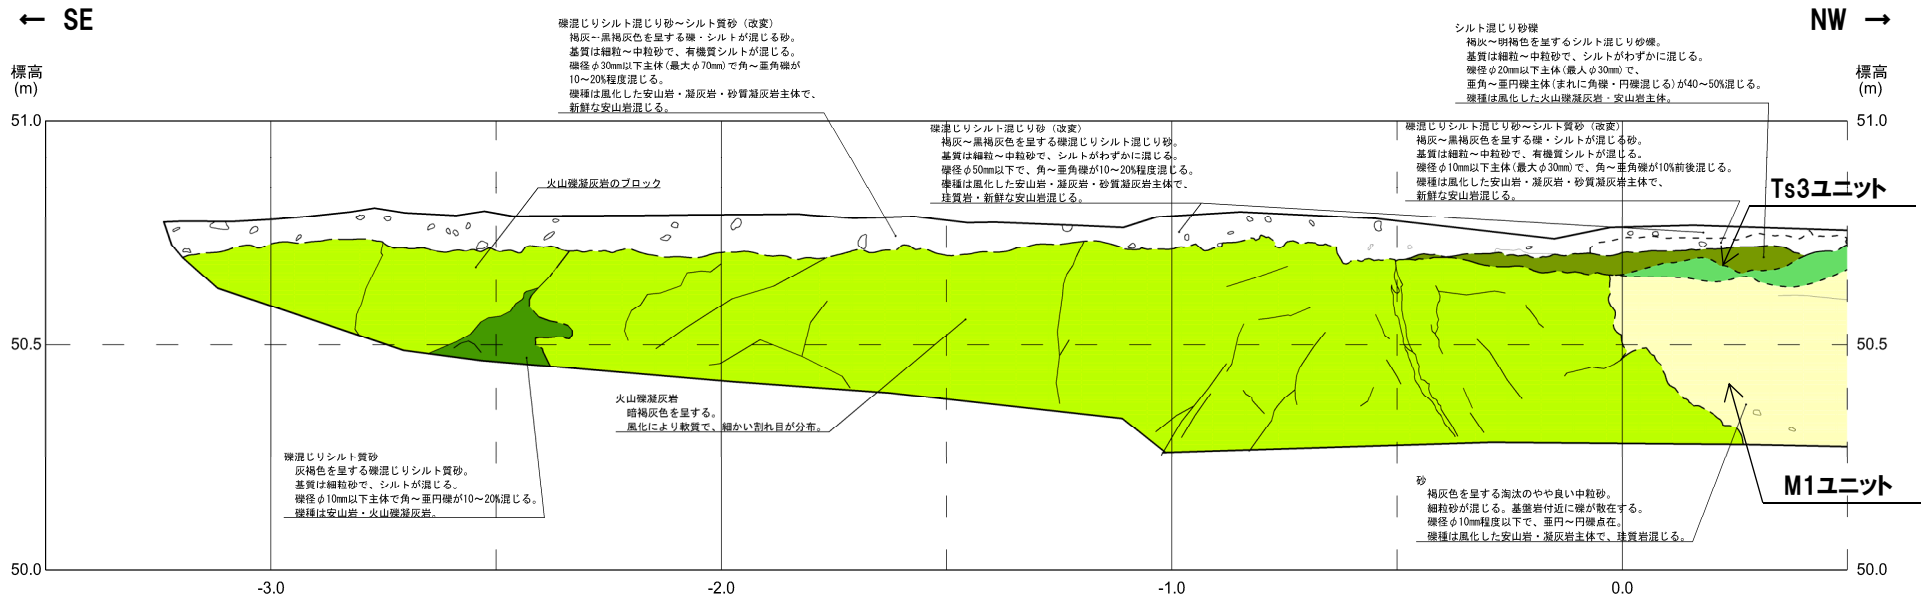 ← SE
NW →
標高
(m)
標高
(m)
礫混じりシルト混じり砂～シルト質砂（改変）
褐灰～黒褐灰色を呈する礫・シルトが混じる砂。
基質は細粒～中粒砂で、有機質シルトが混じる。
礫径φ30mm以下主体(最大φ70mm)で角～亜角礫が
10～20%程度混じる。
礫種は風化した安山岩・凝灰岩・砂質凝灰岩主体で、
新鮮な安山岩混じる。
シルト混じり砂礫
褐灰～明褐色を呈するシルト混じり砂礫。
基質は細粒～中粒砂で、シルトがわずかに混じる。
礫径φ20mm以下主体(最大φ30mm)で、
亜角～亜円礫主体(まれに角礫・円礫混じる)が40～50%混じる。
礫種は風化した火山礫凝灰岩・安山岩主体。
51.0
51.0
礫混じりシルト混じり砂（改変）
褐灰～黒褐灰色を呈する礫混じりシルト混じり砂。
基質は細粒～中粒砂で、シルトがわずかに混じる。
礫径φ50mm以下で、角～亜角礫が10～20%程度混じる。
礫種は風化した安山岩・凝灰岩・砂質凝灰岩主体で、
珪質岩・新鮮な安山岩混じる。
礫混じりシルト混じり砂～シルト質砂（改変）
褐灰～黒褐灰色を呈する礫・シルトが混じる砂。
基質は細粒～中粒砂で、有機質シルトが混じる。
礫径φ10mm以下主体(最大φ30mm)で、角～亜角礫が10%前後混じる。
礫種は風化した安山岩・凝灰岩・砂質凝灰岩主体で、
新鮮な安山岩混じる。
火山礫凝灰岩のブロック
Ts3ユニット
50.5
50.5
火山礫凝灰岩
暗褐灰色を呈する。
風化により軟質で、細かい割れ目が分布。
礫混じりシルト質砂
灰褐色を呈する礫混じりシルト質砂。
基質は細粒砂で、シルトが混じる。
礫径φ10mm以下主体で角～亜円礫が10～20%混じる。
礫種は安山岩・火山礫凝灰岩。
砂
褐灰色を呈する淘汰のやや良い中粒砂。
細粒砂が混じる。基盤岩付近に礫が散在する。
礫径φ10mm程度以下で、亜円～円礫点在。
礫種は風化した安山岩・凝灰岩主体で、珪質岩混じる。
M1ユニット
50.0
50.0
-3.0
-2.0
-1.0
0.0